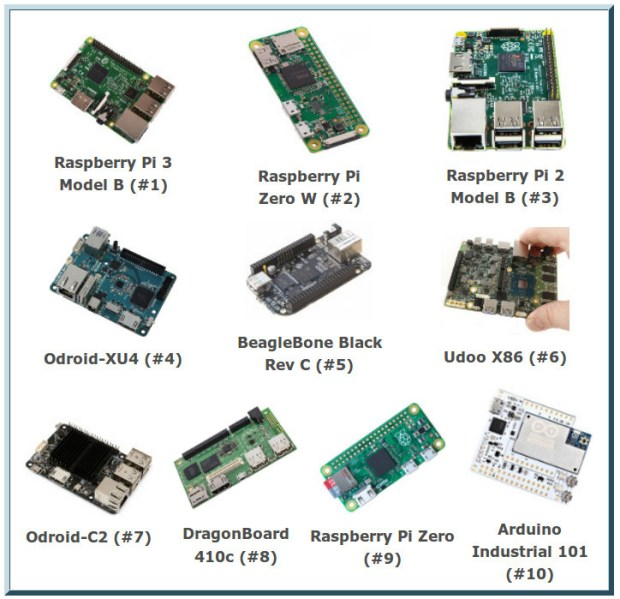 Raspberry Pi 3
Model B (#1)
Raspberry Pi
Zero W (#2)
Raspberry Pi 2
Model B (#3)
Odroid-XU4 (#4)
BeagleBone Black
Rev C (#5)
Udoo X86 (#6)
Odroid-C2 (#7)
DragonBoard
410c (#8)
Raspberry Pi Zero
(#9)
Arduino
Industrial 101
(#10)